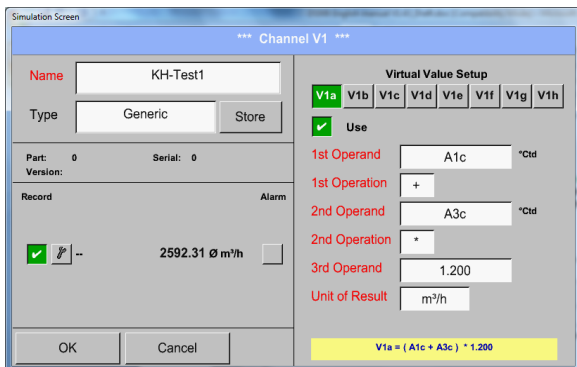 Simulation Screen
*** Channel V1 ***
Name KH-Test1
Type Generic Store
Part: 0 Serial: 0
Version:
Record Alarm
-- 2592.31 Ø m³/h
OK Cancel
Virtual Value Setup
V1a V1b V1c V1d V1e V1f V1g V1h
Use
1st Operand A1c °Ctd
1st Operation +
2nd Operand A3c °Ctd
2nd Operation *
3rd Operand 1.200
Unit of Result m³/h
V1a = ( A1c + A3c ) * 1.200